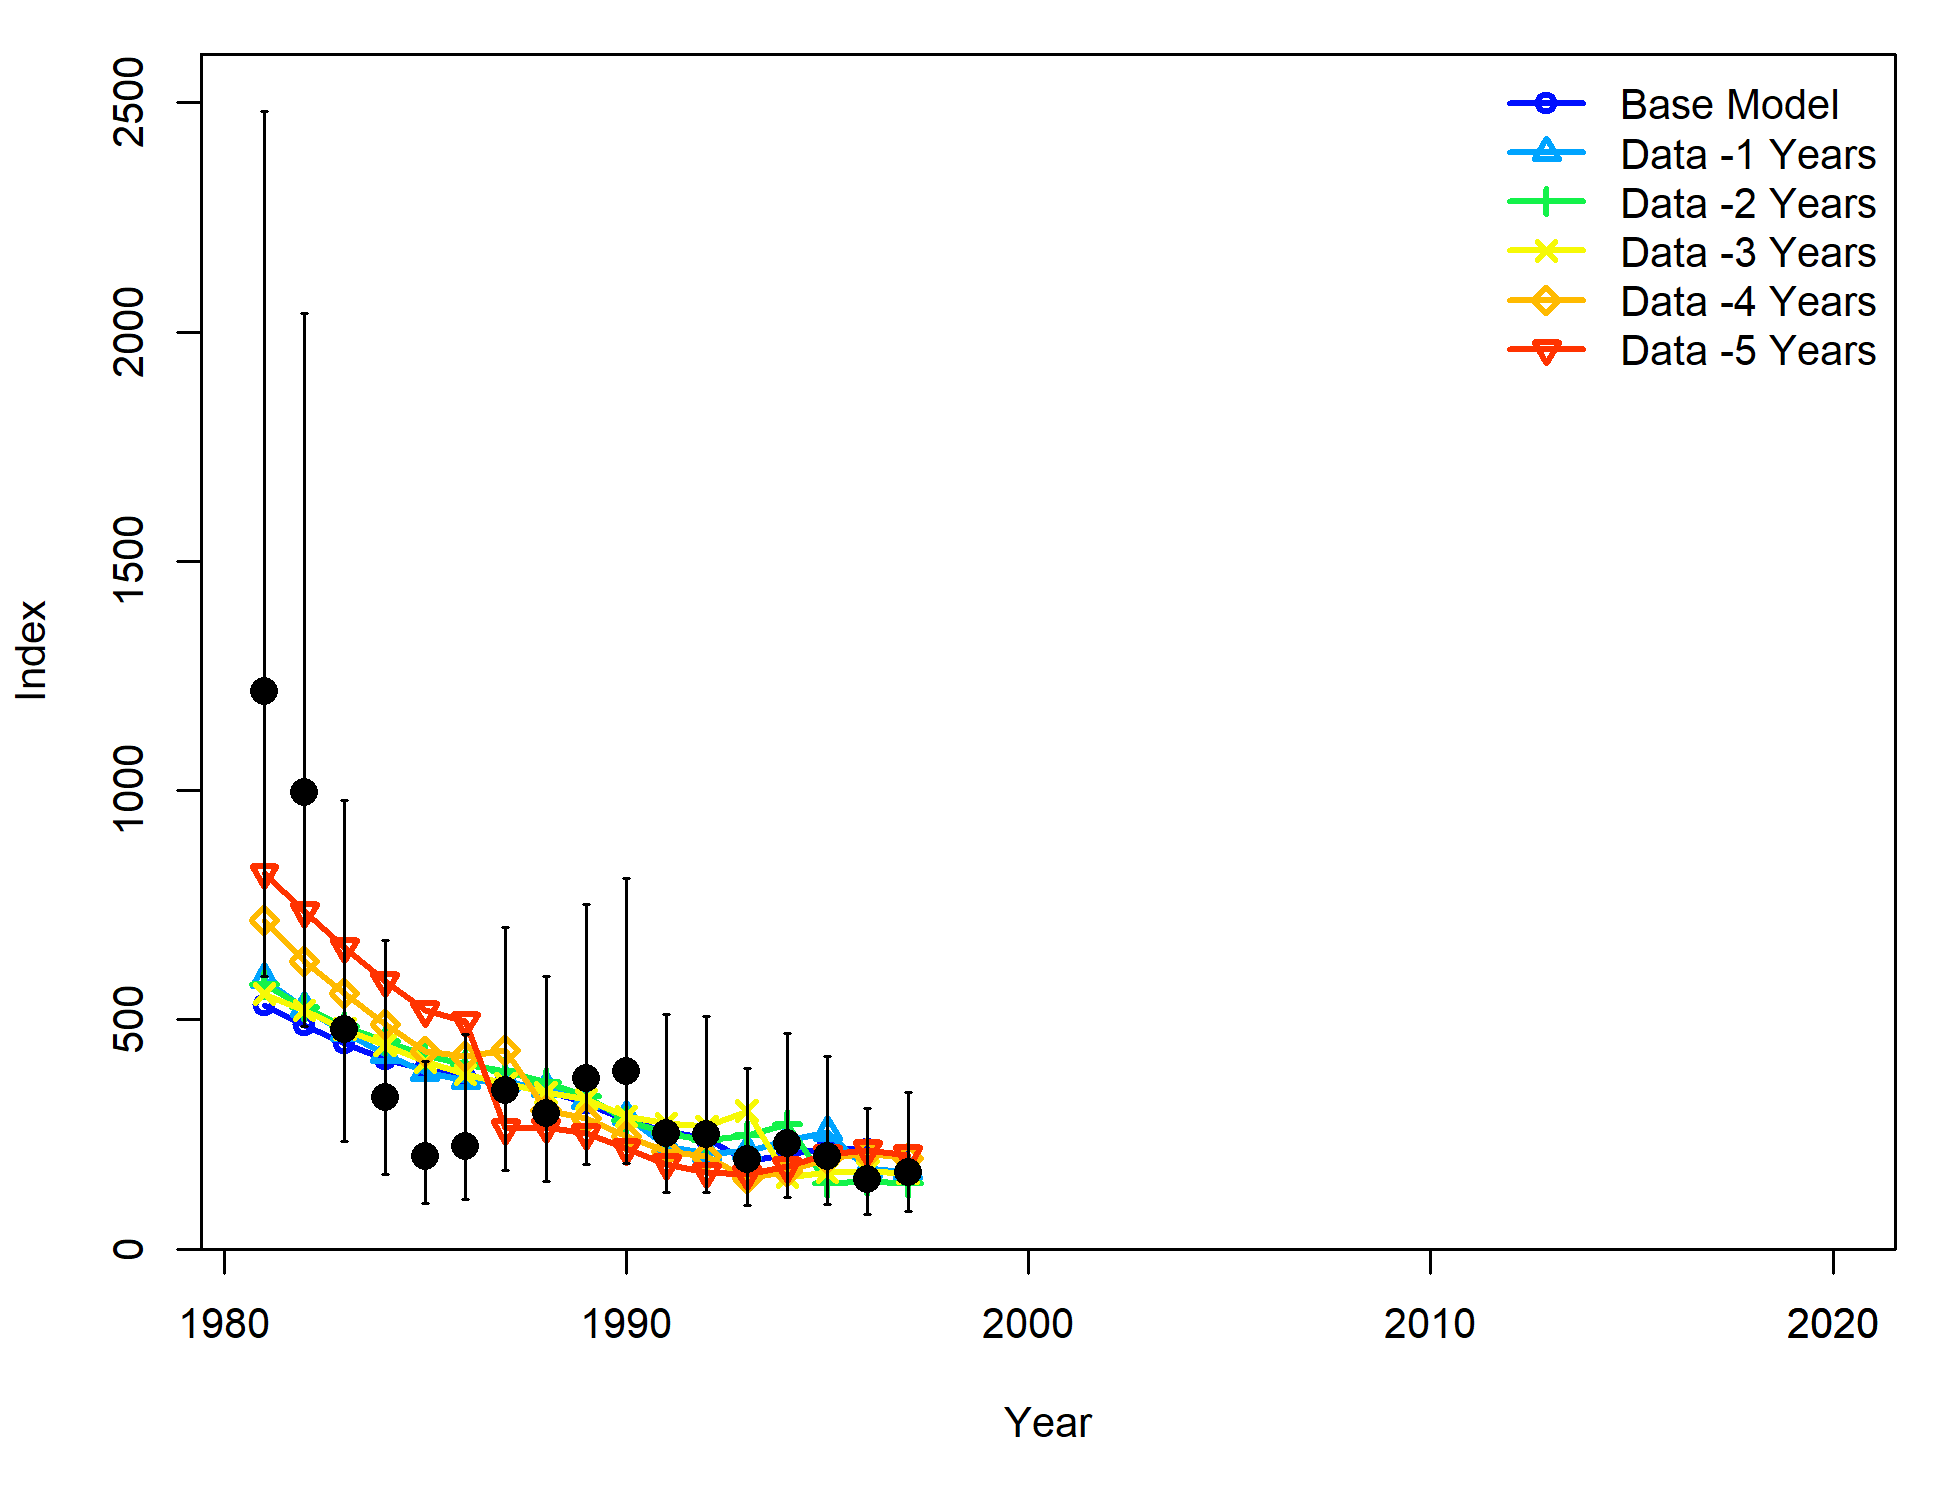 2500
2000
1500
1000
500
0
Index
Base Model
Data -1 Years
Data -2 Years
Data -3 Years
Data -4 Years
Data -5 Years
1980 1990 2000 2010 2020
Year